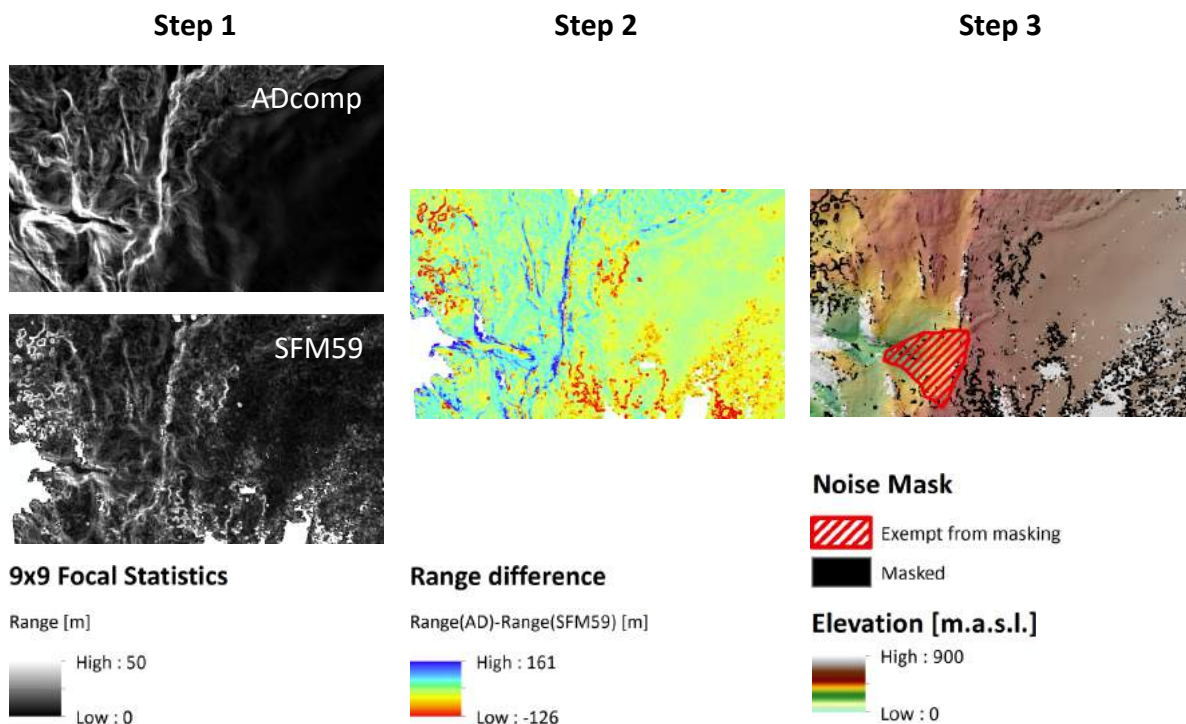 Step 1
Step 2
Step 3
ADcomp
SFM59
9x9 Focal Statistics
Range [m]
High : 50
Low : 0
Range difference
Range(AD)-Range(SFM59) [m]
High : 161
Low : -126
Noise Mask
Exempt from masking
Masked
Elevation [m.a.s.l.]
High : 900
Low : 0